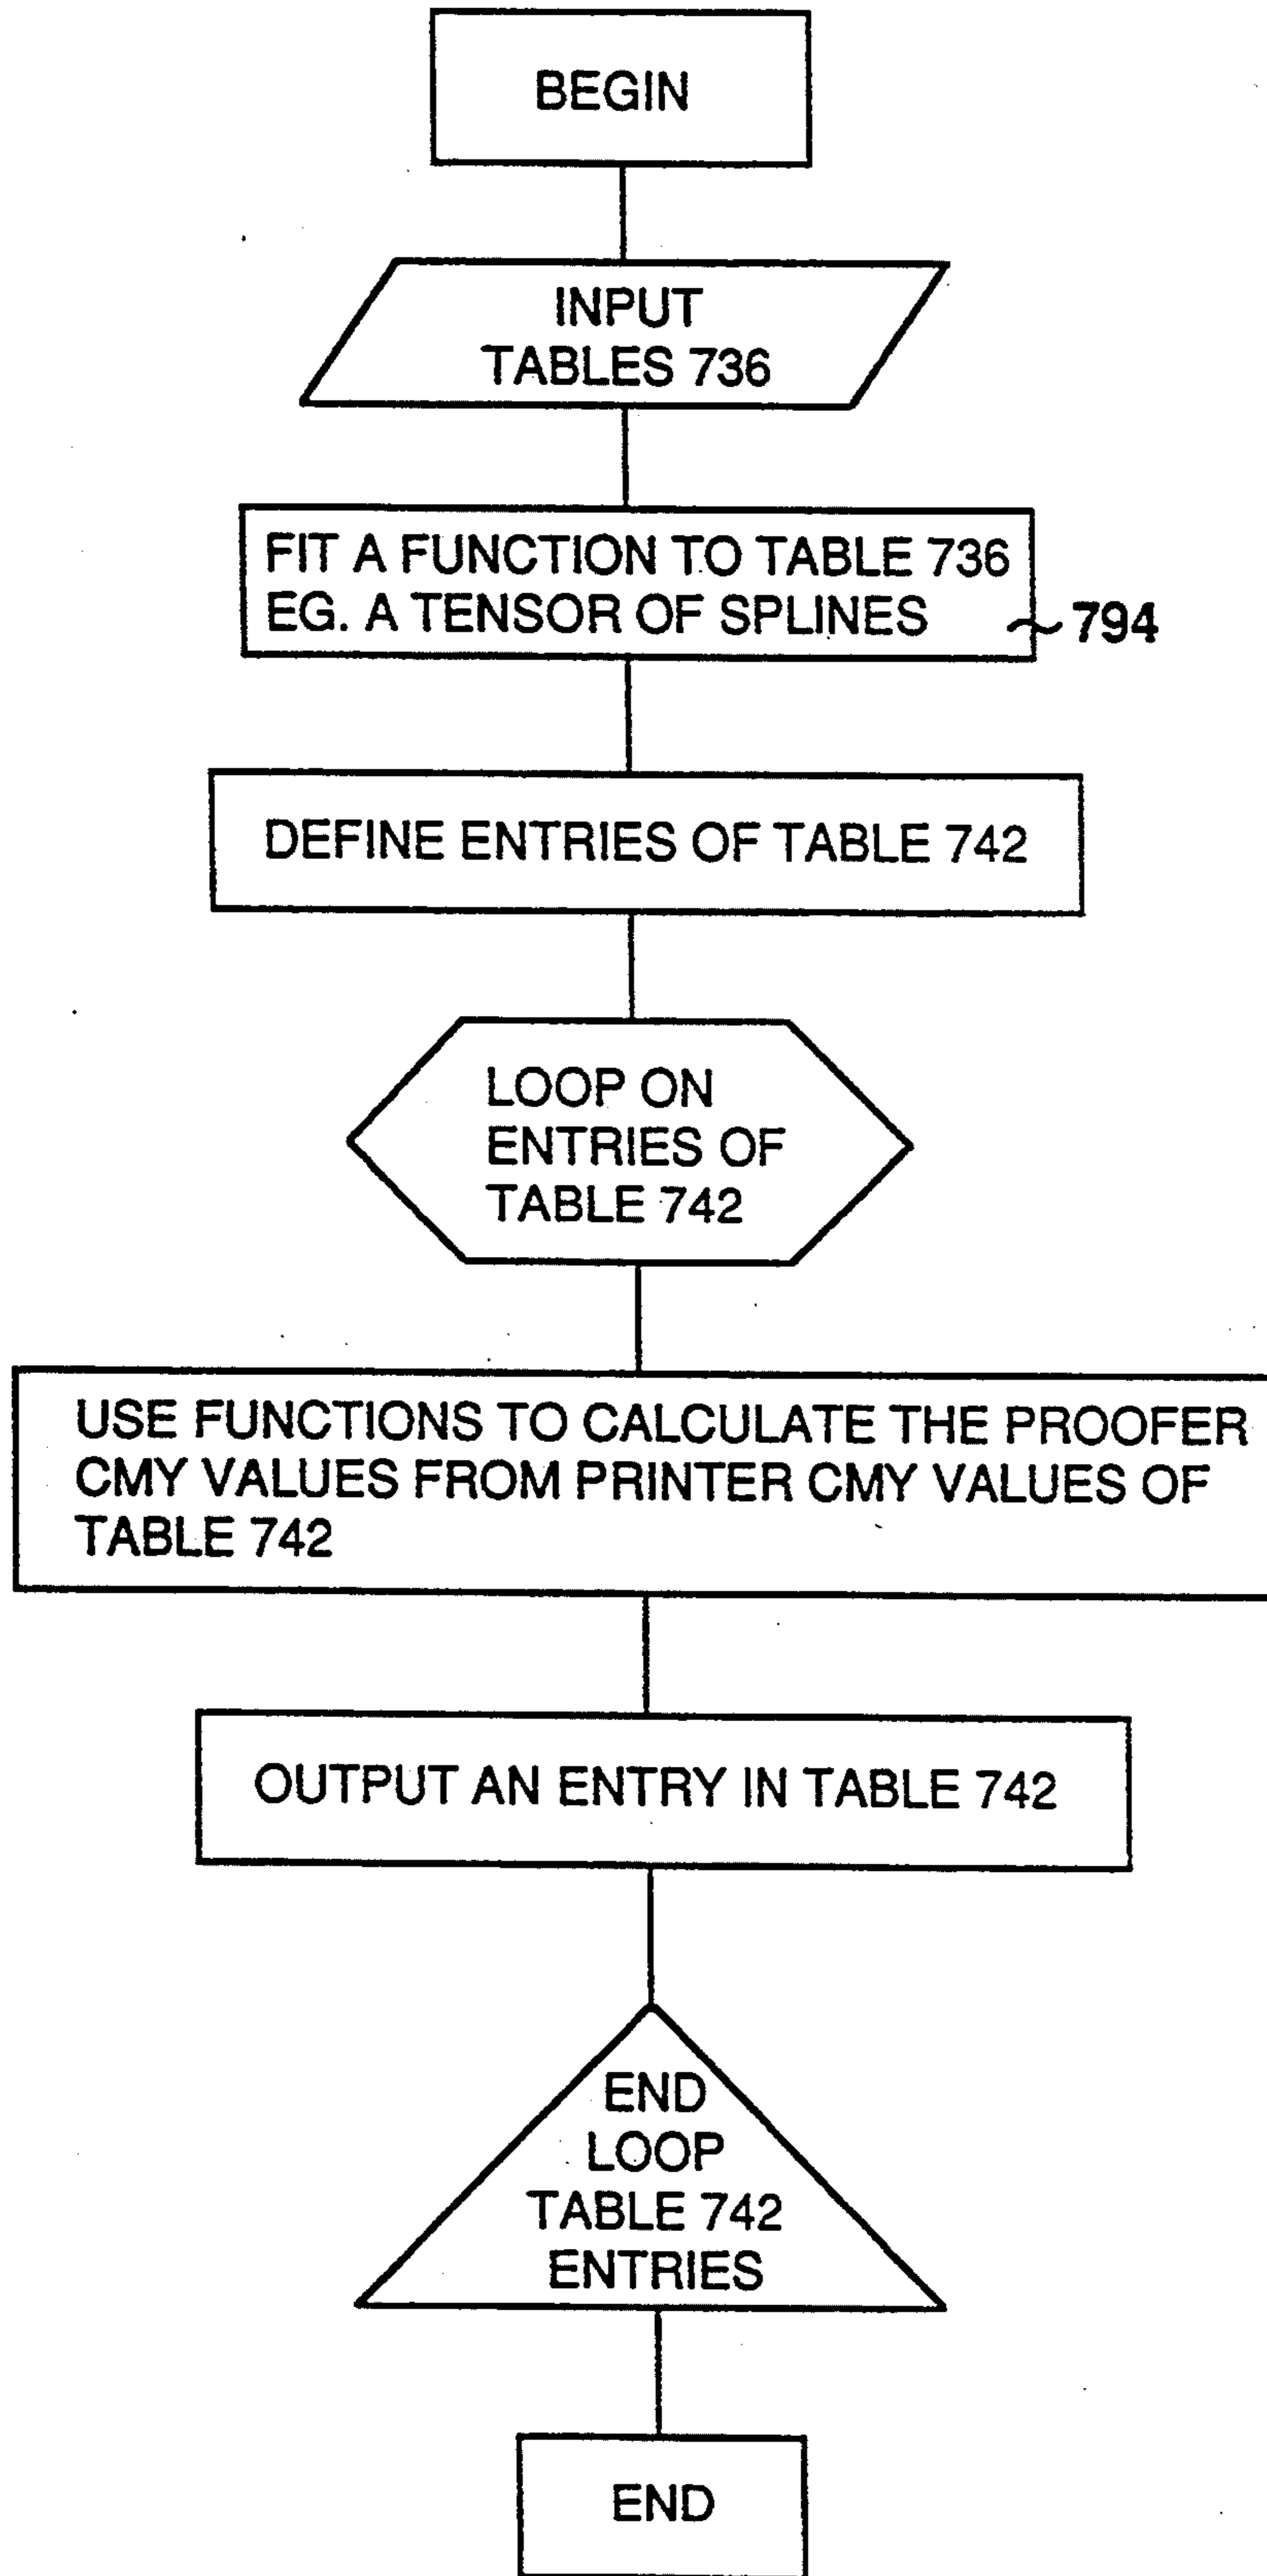 BEGIN
INPUT
TABLES 736
FIT A FUNCTION TO TABLE 736
EG. A TENSOR OF SPLINES
794
DEFINE ENTRIES OF TABLE 742
LOOP ON
ENTRIES OF
TABLE 742
USE FUNCTIONS TO CALCULATE THE PROOFER
CMY VALUES FROM PRINTER CMY VALUES OF
TABLE 742
OUTPUT AN ENTRY IN TABLE 742
END
LOOP
TABLE 742
ENTRIES
END